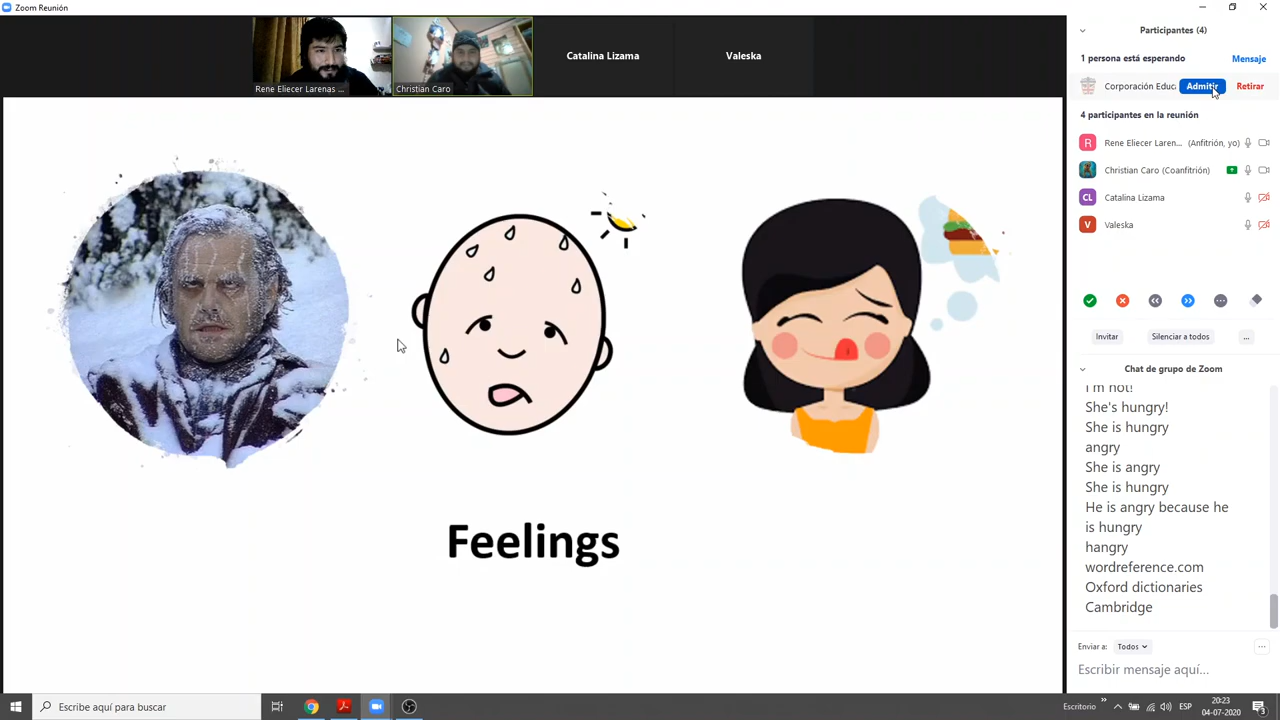 Zoom Reunión
Rene Eliecer Larenas ...
Christian Caro
Catalina Lizama
Valeska
Participantes (4)
1 persona está esperando
Mensaje
Corporación Educa
Admitir
Retirar
4 participantes en la reunión
R
Rene Eliecer Laren... (Anfitrión, yo)
Christian Caro (Coanfitrión)
CL
Catalina Lizama
V
Valeska
Invitar
Silenciar a todos
...
Chat de grupo de Zoom
I'm hot!
She's hungry!
She is hungry
angry
She is angry
She is hungry
He is angry because he
is hungry
hangry
wordreference.com
Oxford dictionaries
Cambridge
Enviar a: Todos
Escribir mensaje aquí...
Feelings
Escribe aquí para buscar
Escritorio
ESP
20:23
04-07-2020
3